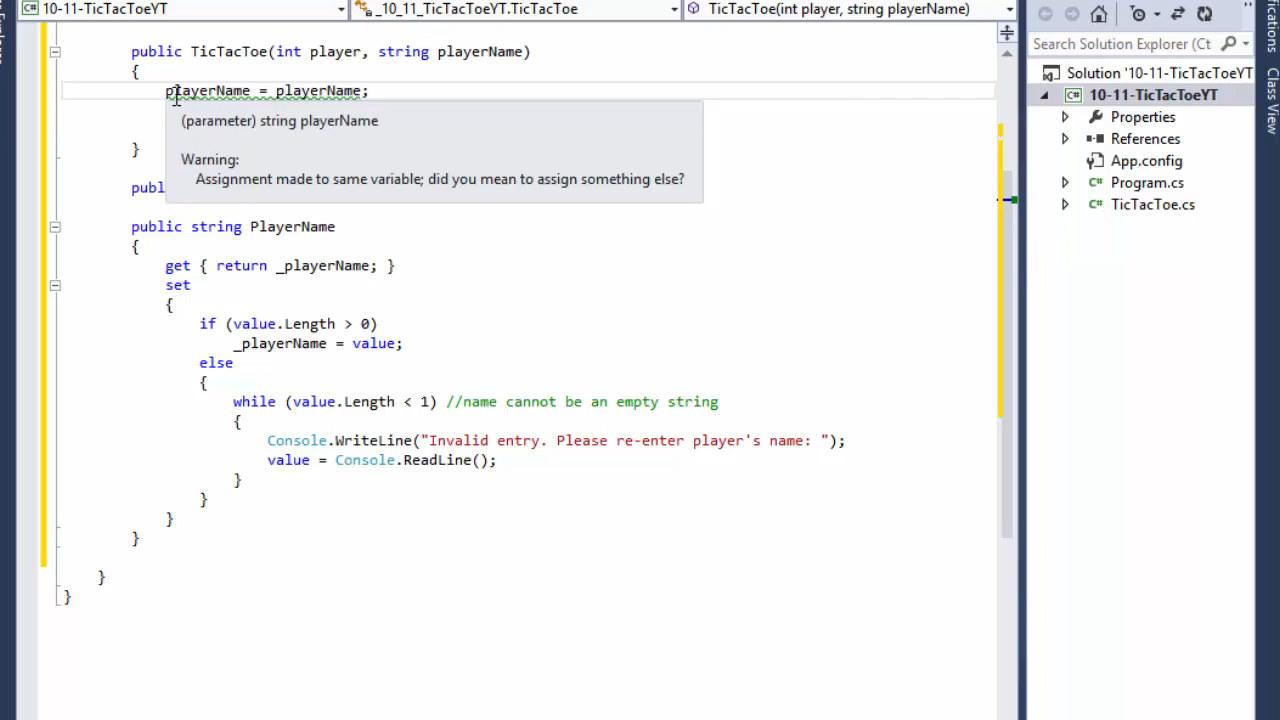 10-11-TicTacToeYT
_10_11_TicTacToeYT.TicTacToe
TicTacToe(int player, string playerName)
public TicTacToe(int player, string playerName)
{
playerName = playerName;
(parameter) string playerName
Warning:
Assignment made to same variable; did you mean to assign something else?
}
publ
public string PlayerName
{
get { return _playerName; }
set
{
if (value.Length > 0)
_playerName = value;
else
{
while (value.Length < 1) //name cannot be an empty string
{
Console.WriteLine("Invalid entry. Please re-enter player's name: ");
value = Console.ReadLine();
}
}
}
}
}
}
Search Solution Explorer (Ct
Solution '10-11-TicTacToeYT
C# 10-11-TicTacToeYT
Properties
References
App.config
C# Program.cs
C# TicTacToe.cs
Class View